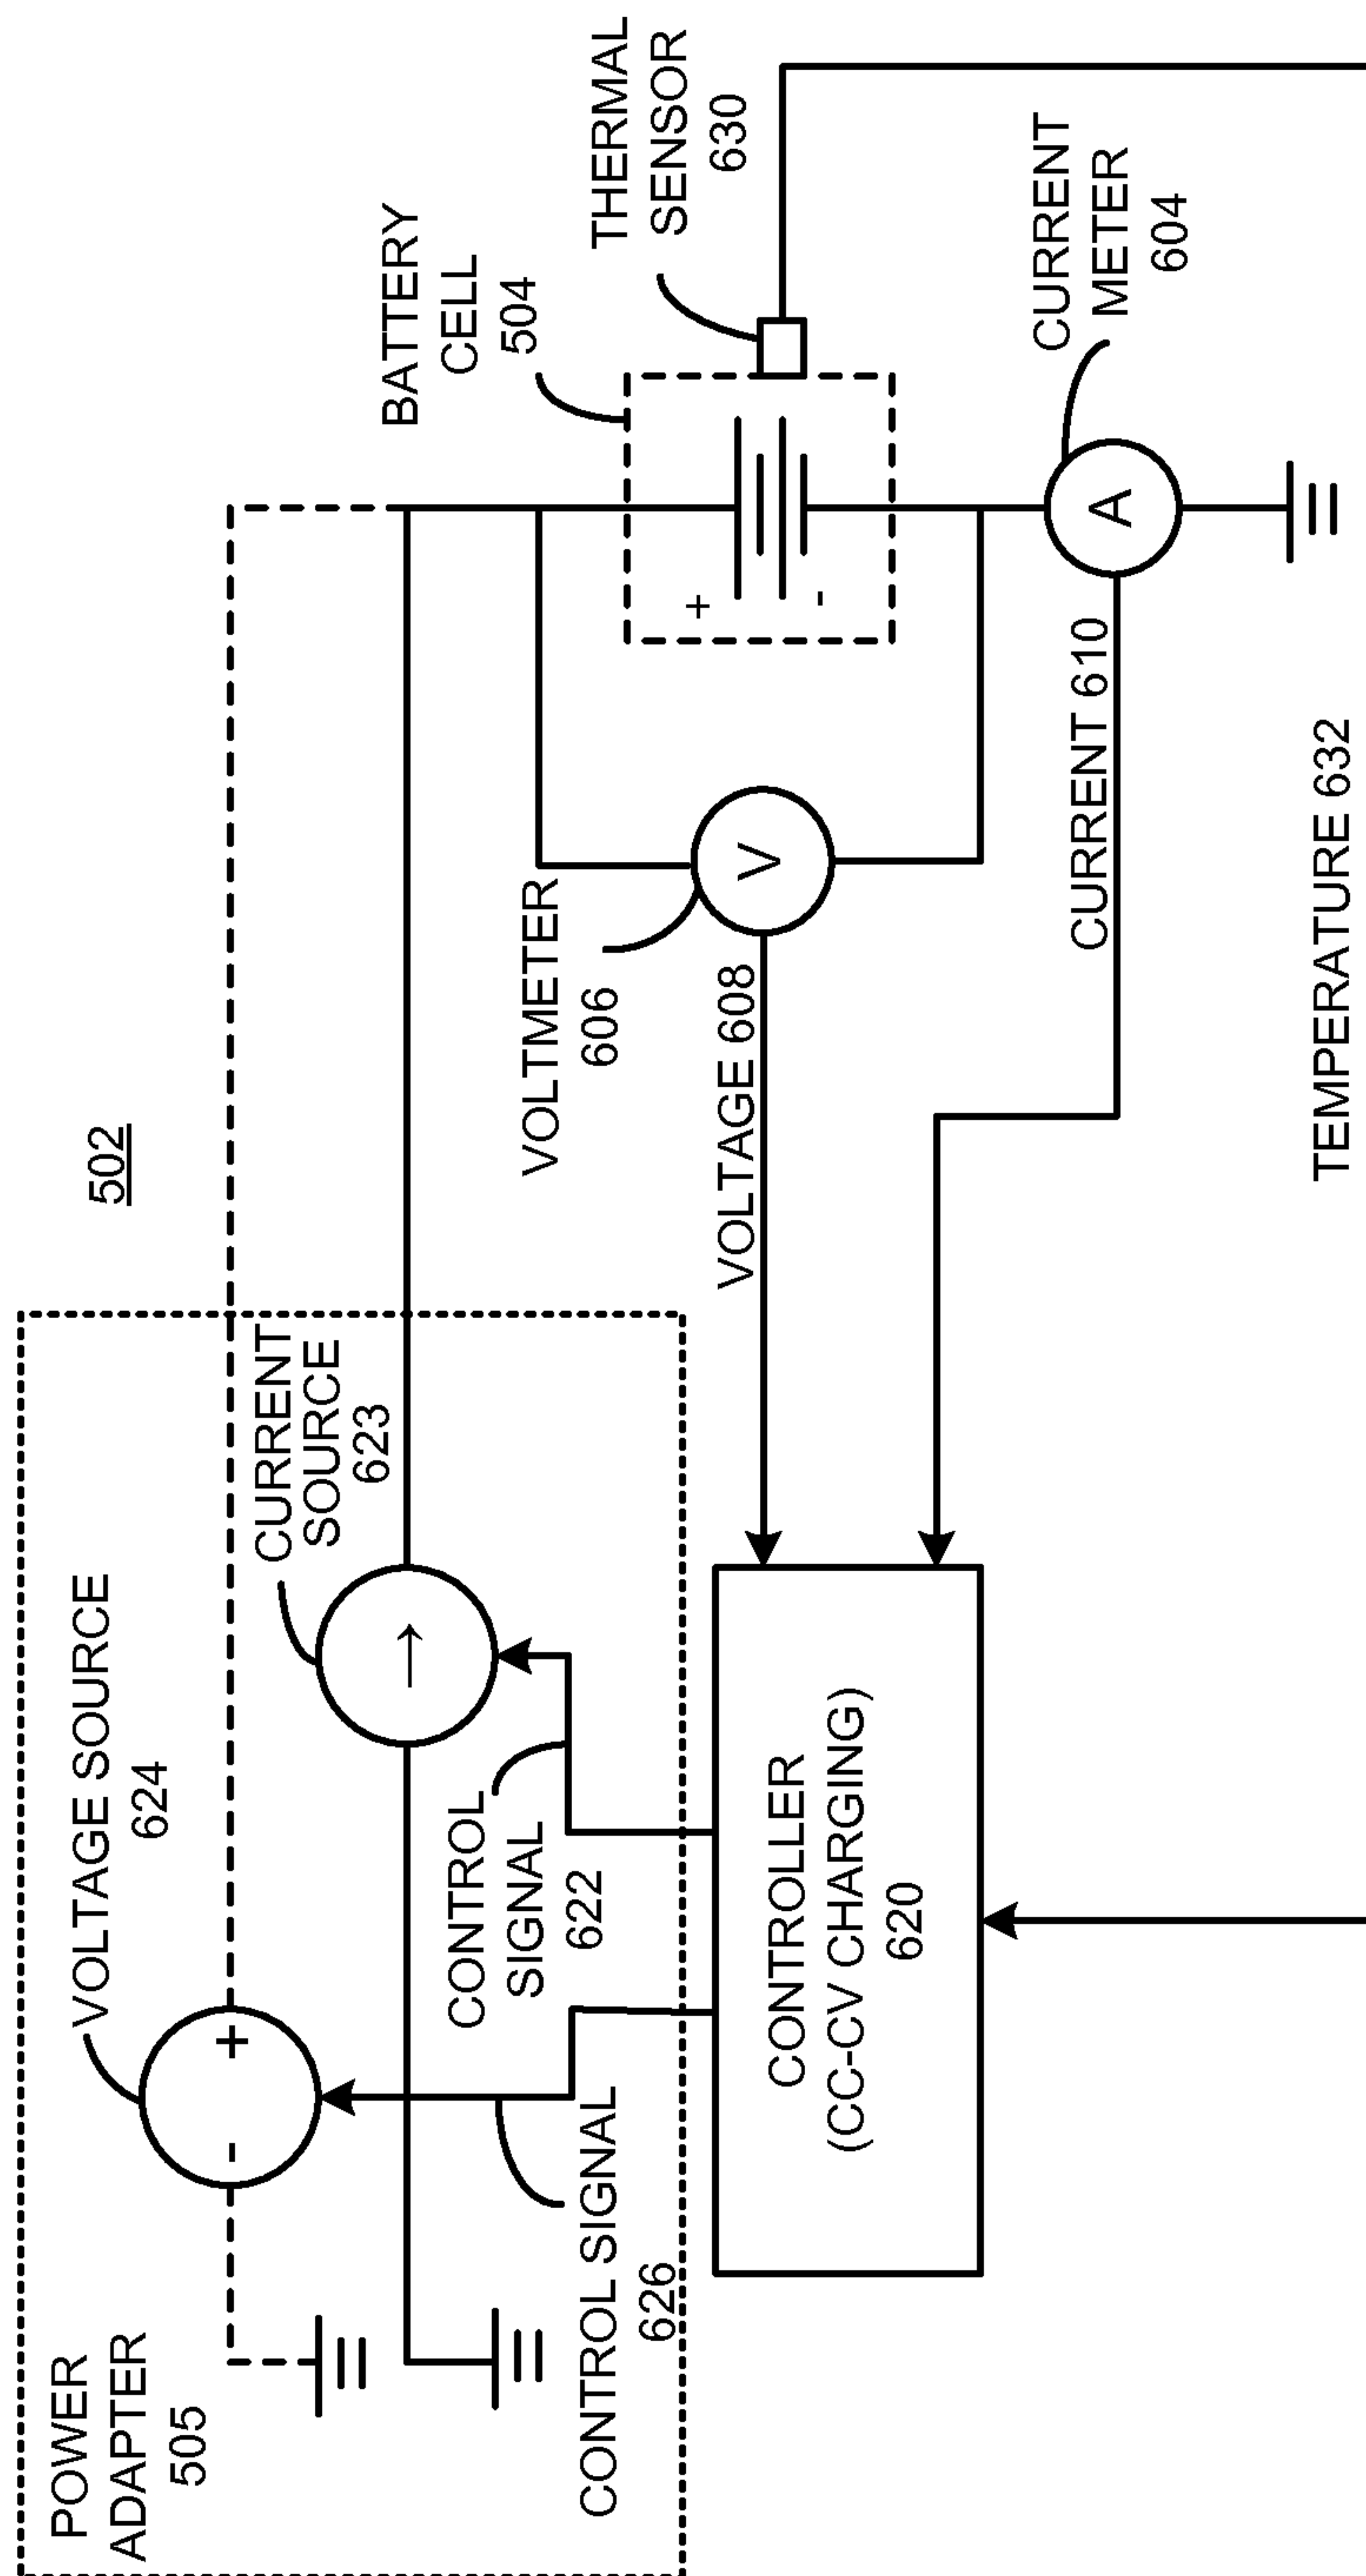 502
POWER
ADAPTER
505
VOLTAGE SOURCE
624
-
+
CURRENT
SOURCE
623
→
CONTROL
SIGNAL
622
CONTROL SIGNAL
626
CONTROLLER
(CC-CV CHARGING)
620
BATTERY
CELL
504
+
-
THERMAL
SENSOR
630
VOLTMETER
606
V
VOLTAGE 608
CURRENT 610
CURRENT
METER
604
A
TEMPERATURE 632